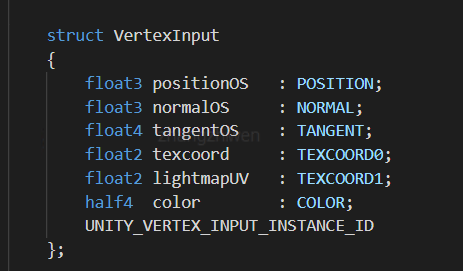 struct VertexInput
{
float3 positionOS : POSITION;
float3 normalOS : NORMAL;
float4 tangentOS : TANGENT;
float2 texcoord : TEXCOORD0;
float2 lightmapUV : TEXCOORD1;
half4 color : COLOR;
UNITY_VERTEX_INPUT_INSTANCE_ID
};